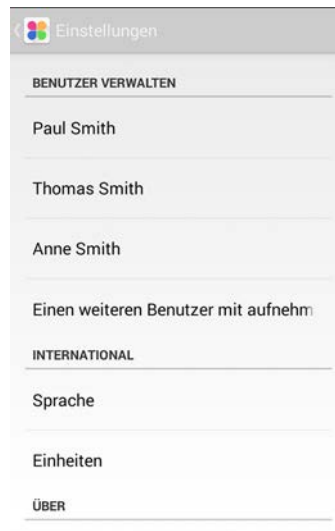 Einstellungen
BENUTZER VERWALTEN
Paul Smith
Thomas Smith
Anne Smith
Einen weiteren Benutzer mit aufnehm
INTERNATIONAL
Sprache
Einheiten
ÜBER